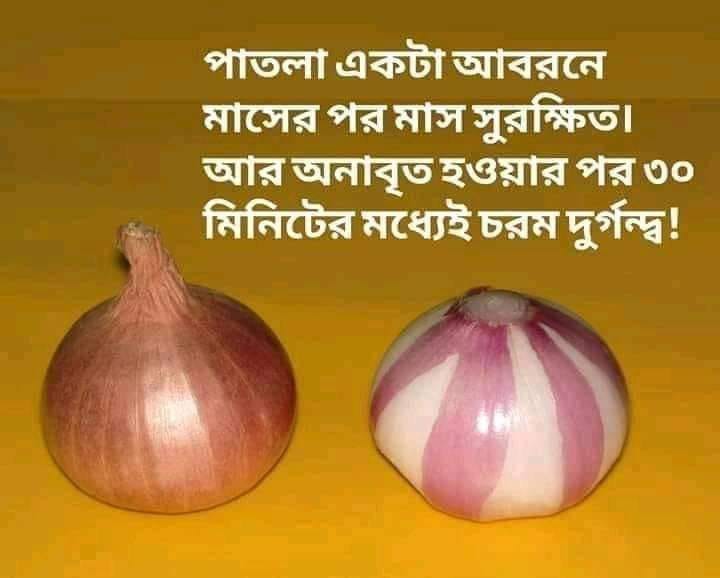 পাতলা একটা আবরনে
মাসের পর মাস সুরক্ষিত।
আর অনাবৃত হওয়ার পর ৩০
মিনিটের মধ্যেই চরম দুর্গন্দ্ব!